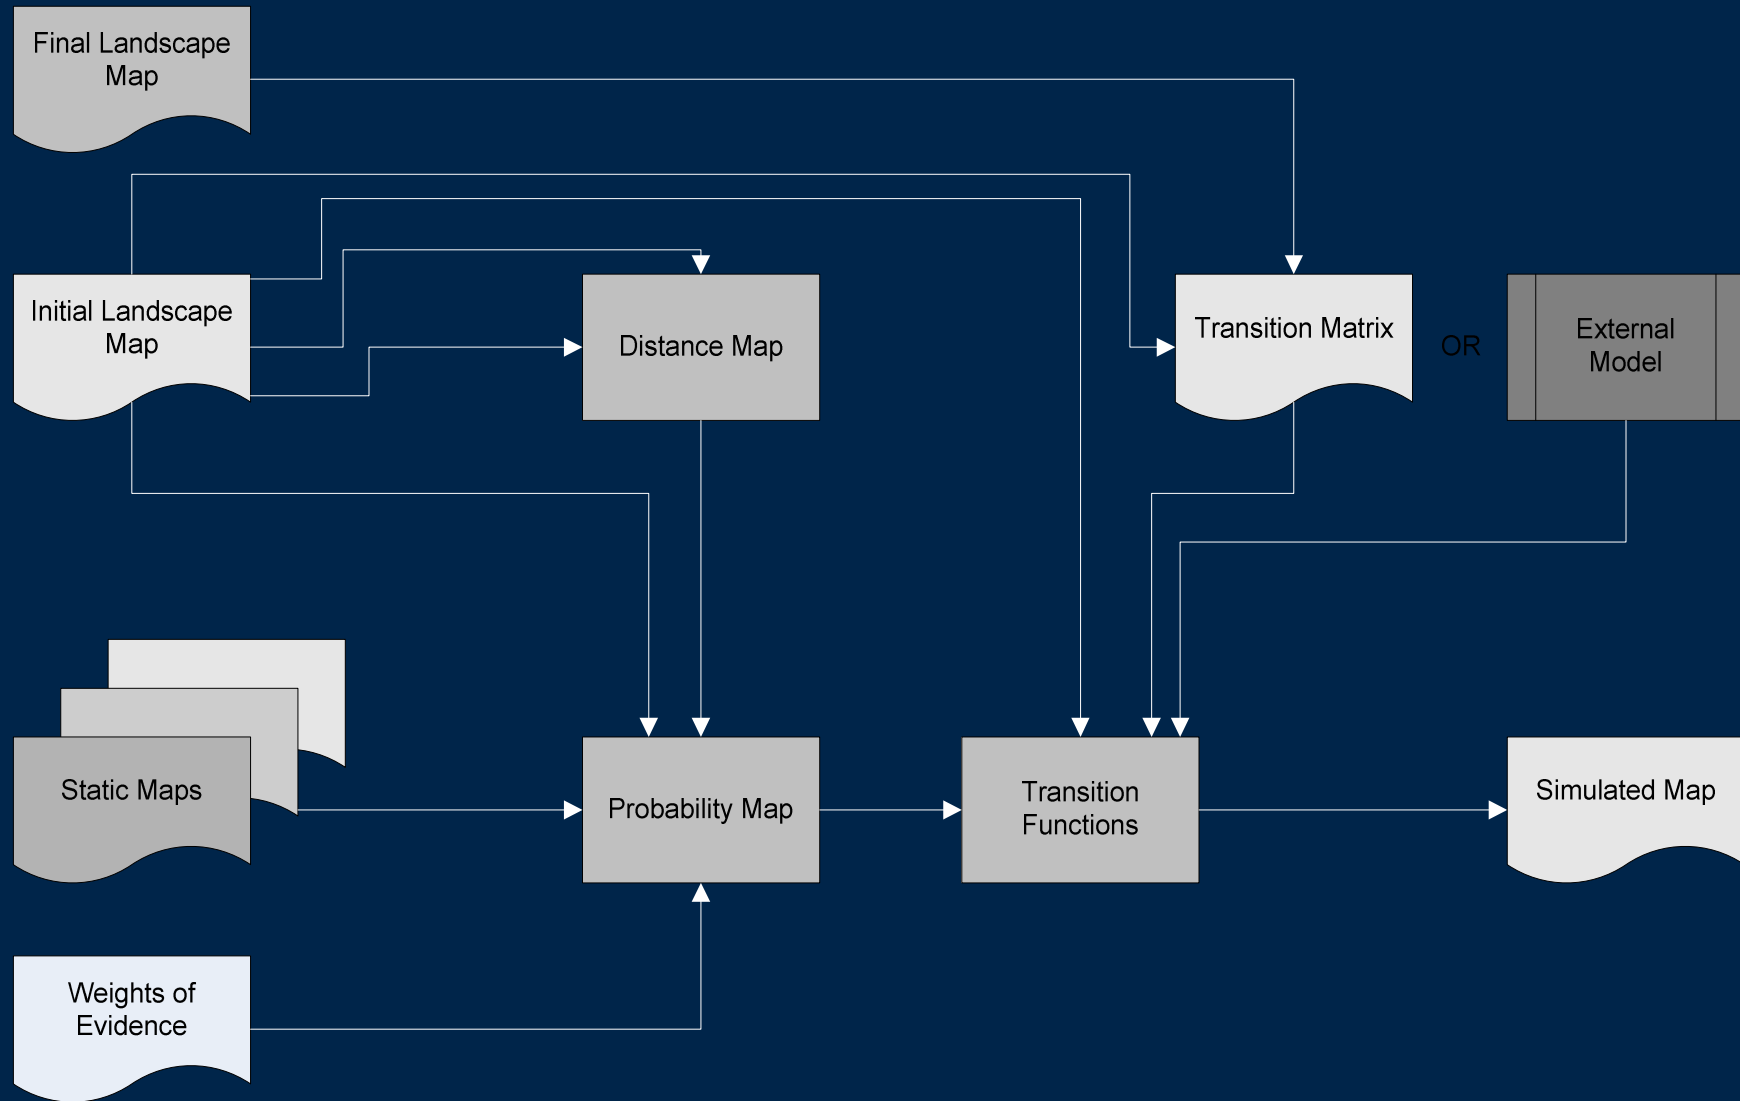 Final Landscape
Map
Initial Landscape
Map
Distance Map
Transition Matrix
OR
External
Model
Static Maps
Probability Map
Transition
Functions
Simulated Map
Weights of
Evidence